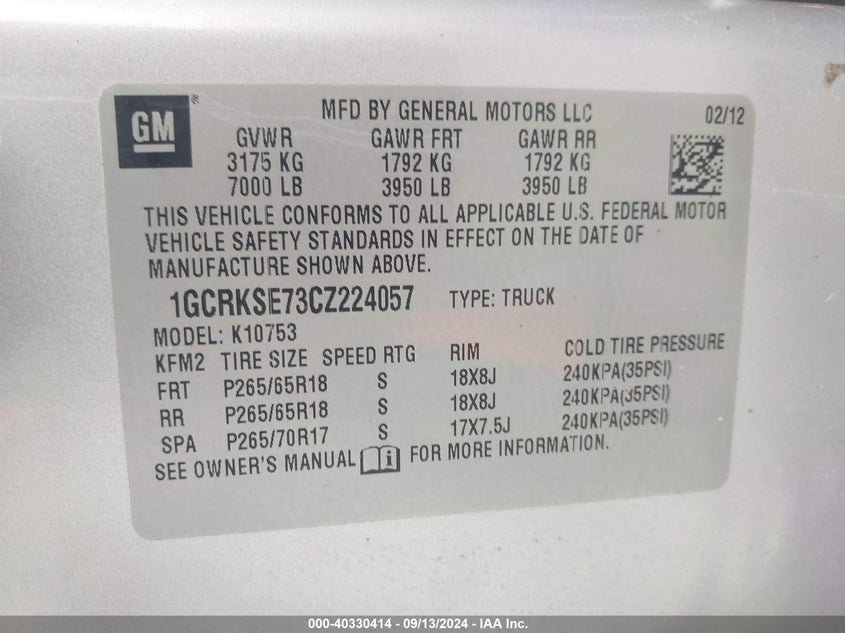 GM ®
MFD BY GENERAL MOTORS LLC 02/12
GVWR GAWR FRT GAWR RR
3175 KG 1792 KG 1792 KG
7000 LB 3950 LB 3950 LB
THIS VEHICLE CONFORMS TO ALL APPLICABLE U.S. FEDERAL MOTOR
VEHICLE SAFETY STANDARDS IN EFFECT ON THE DATE OF
MANUFACTURE SHOWN ABOVE.
1GCRKSE73CZ224057 TYPE: TRUCK
MODEL: K10753
KFM2 TIRE SIZE SPEED RTG RIM COLD TIRE PRESSURE
FRT P265/65R18 S 18X8J 240KPA(35PSI)
RR P265/65R18 S 18X8J 240KPA(35PSI)
SPA P265/70R17 S 17X7.5J 240KPA(35PSI)
SEE OWNER'S MANUAL i FOR MORE INFORMATION.
000-40330414 - 09/13/2024 - IAA Inc.